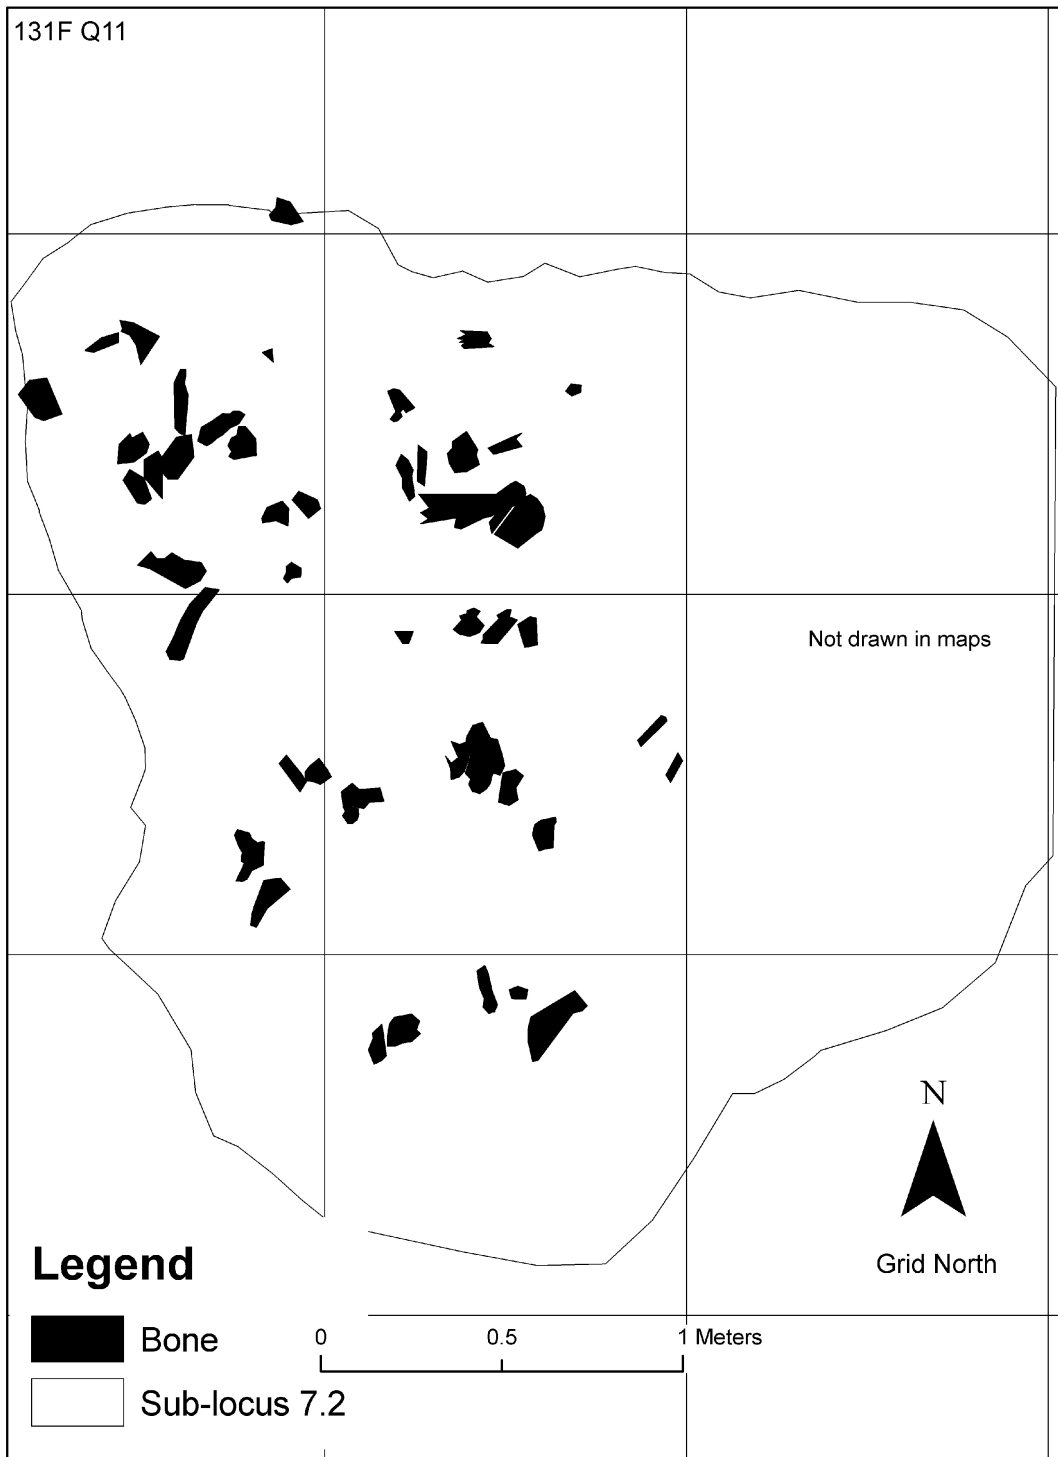 131F Q11
Not drawn in maps
N
Grid North
Legend
Bone
Sub-locus 7.2
0 0.5 1 Meters